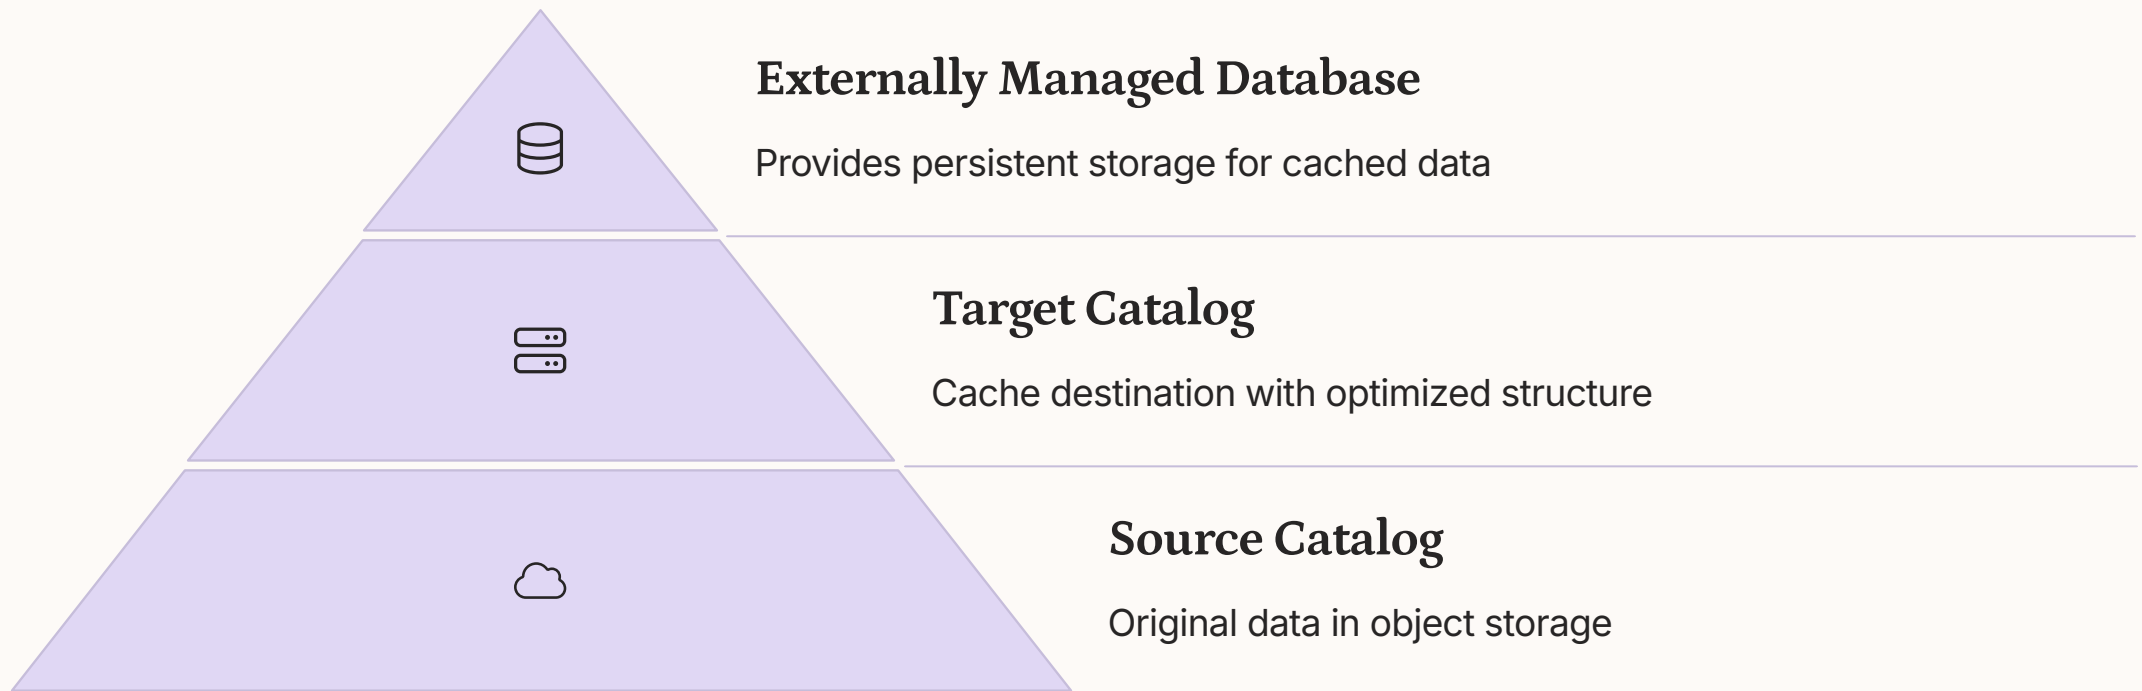 Externally Managed Database
Provides persistent storage for cached data
Target Catalog
Cache destination with optimized structure
Source Catalog
Original data in object storage